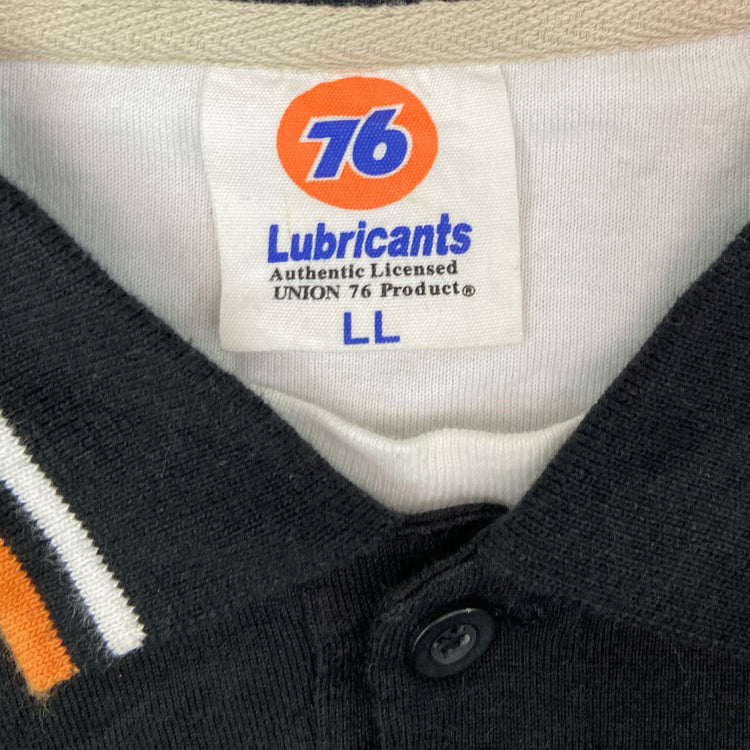 76
Lubricants
Authentic Licensed
UNION 76 Product®
LL